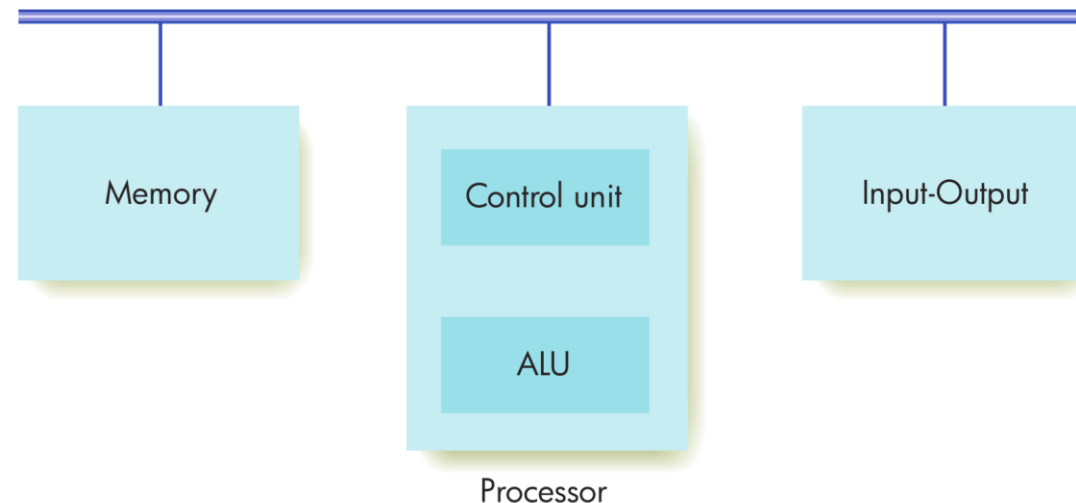 Memory
Control unit
Input-Output
ALU
Processor